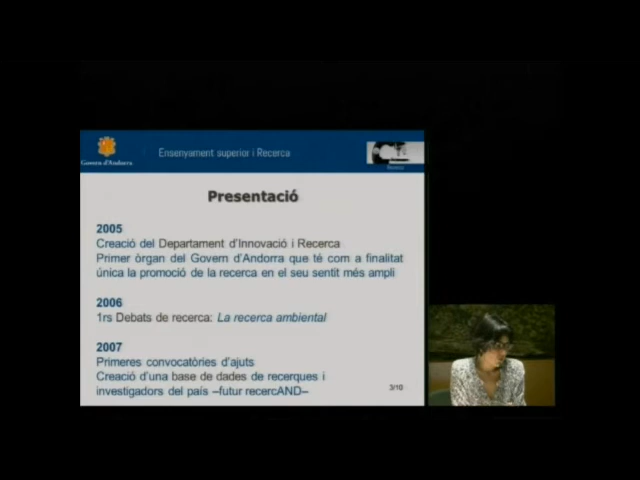 Ensenyament superior i Recerca
Govern d'Andorra
Recerca
Presentació
2005
Creació del Departament d'Innovació i Recerca
Primer òrgan del Govern d'Andorra que té com a finalitat
única la promoció de la recerca en el seu sentit més ampli
2006
1rs Debats de recerca: La recerca ambiental
2007
Primeres convocatòries d'ajuts
Creació d'una base de dades de recerques i
investigadors del país –futur recercAND–
3/10